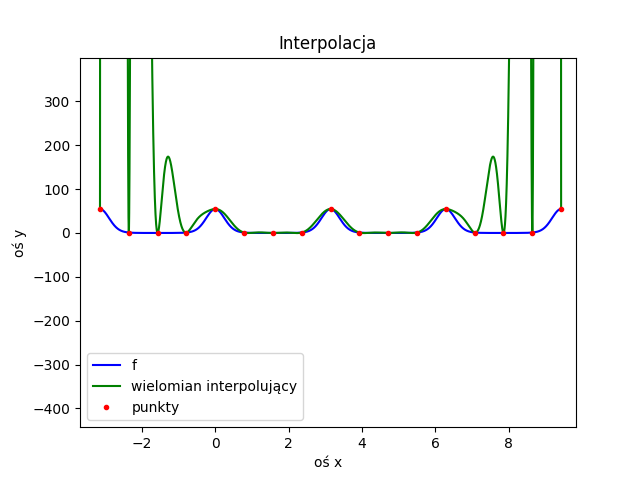 Interpolacja
300
200
100
0
−100
−200
−300
−400
oś y
f
wielomian interpolujący
punkty
−2 0 2 4 6 8
oś x